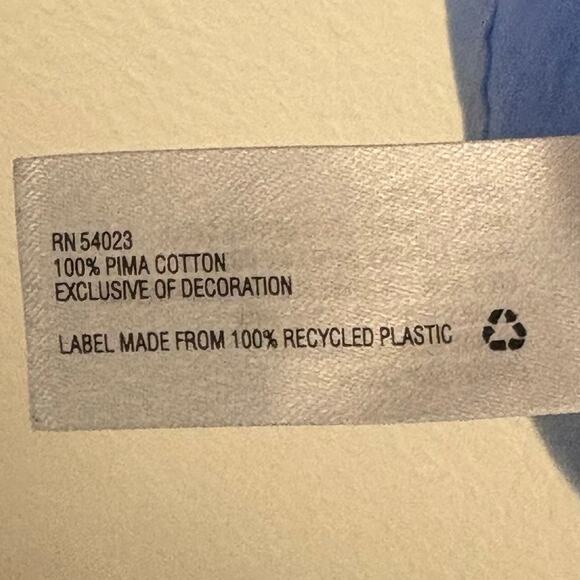 RN 54023
100% PIMA COTTON
EXCLUSIVE OF DECORATION
LABEL MADE FROM 100% RECYCLED PLASTIC